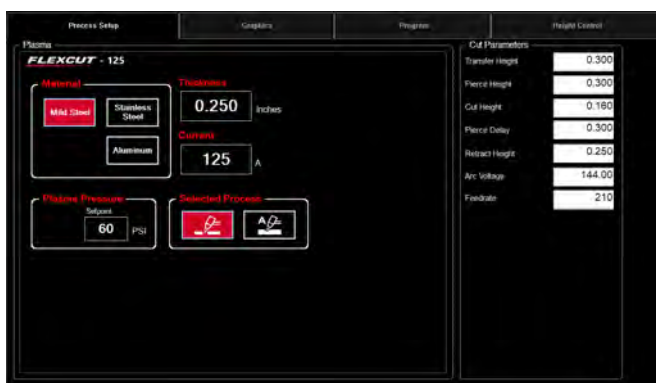 Process Setup
Graphics
Program
Height Control
Plasma
FLEXCUT - 125
Material
Mild Steel
Stainless Steel
Aluminum
Thickness
0.250 Inches
Current
125 A
Plasma Pressure
Setpoint
60 PSI
Selected Process
A
Cut Parameters
Transfer Height 0.300
Pierce Height 0.300
Cut Height 0.160
Pierce Delay 0.300
Retract Height 0.250
Arc Voltage 144.00
Feedrate 210